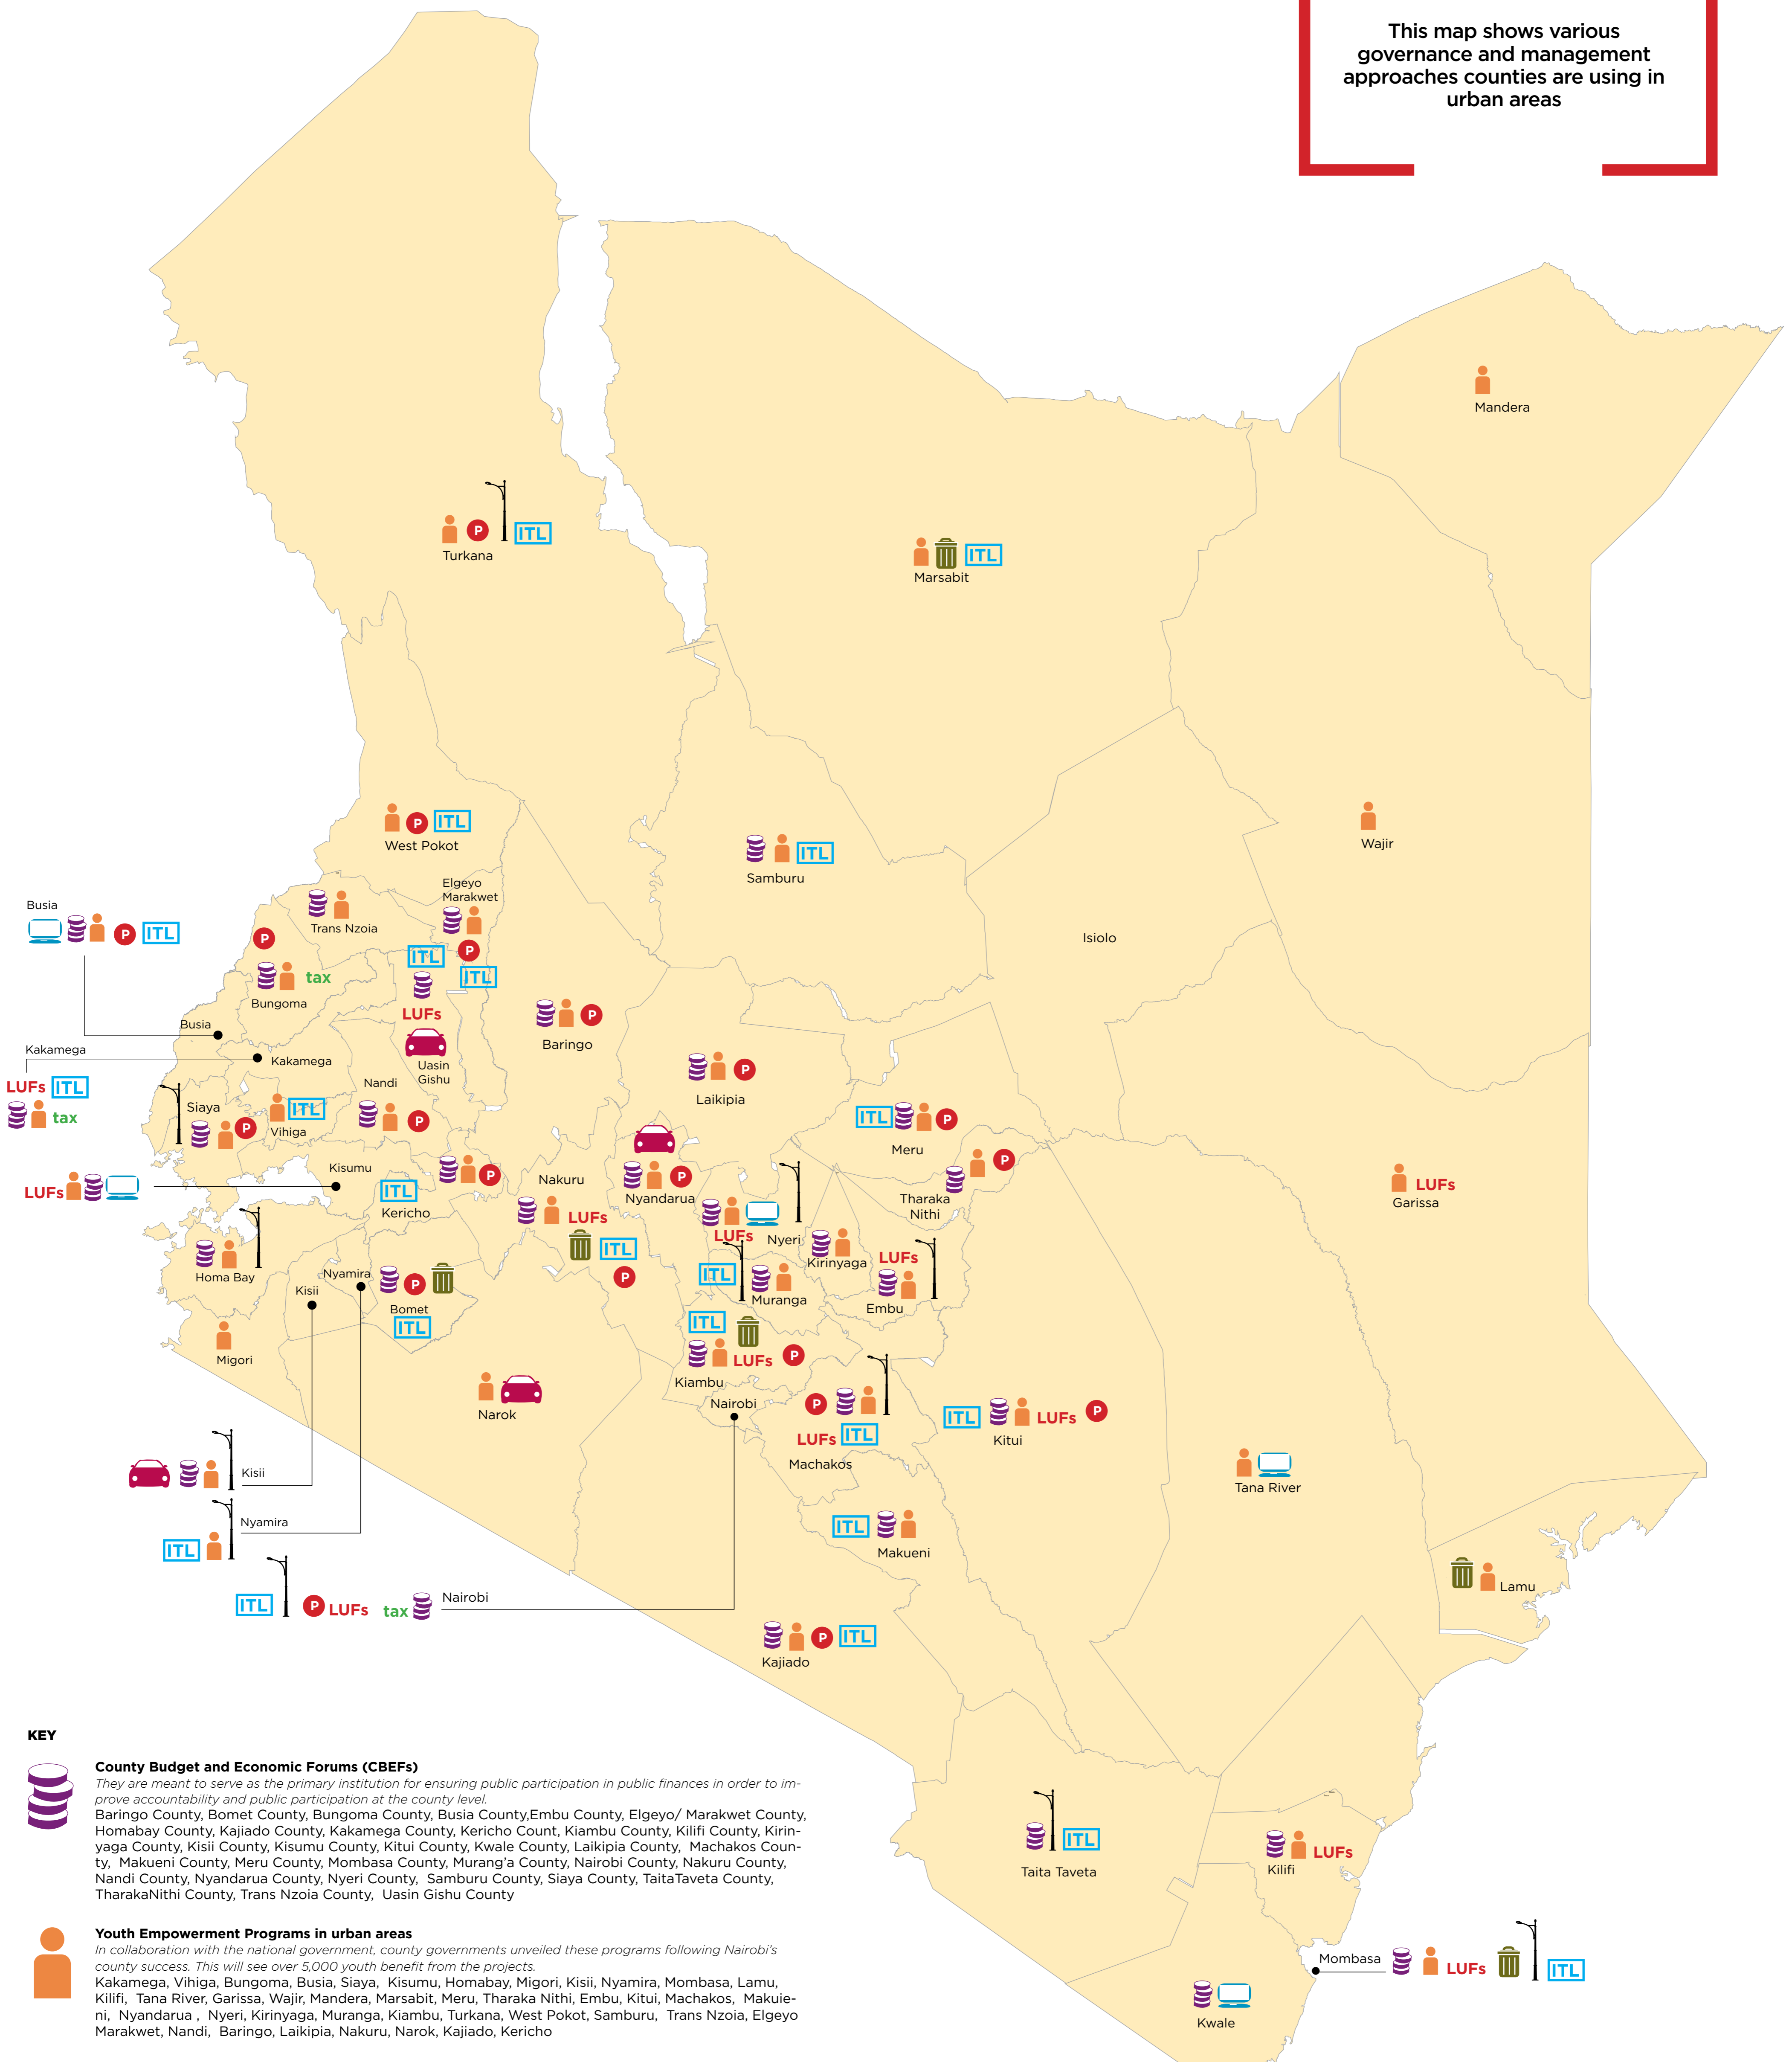 This map shows various
governance and management
approaches counties are using in
urban areas
Mandera
P
ITL
Turkana
ITL
Marsabit
P
ITL
West Pokot
ITL
Samburu
Wajir
Elgeyo
Marakwet
Trans Nzoia
Busia
P
ITL
P
P
ITL
ITL
Isiolo
tax
Bungoma
LUFs
P
Baringo
Busia
Kakamega
Kakamega
Uasin
Gishu
LUFs
ITL
tax
Nandi
P
Laikipia
Siaya
P
ITL
Vihiga
P
ITL
P
Meru
P
Tharaka
Nithi
Kisumu
LUFs
P
ITL
Kericho
Nakuru
LUFs
ITL
P
P
Nyandarua
LUFs
Nyeri
Kirinyaga
LUFs
Embu
LUFs
Garissa
Homa Bay
Nyamira
Kisii
P
Bomet
ITL
ITL
Muranga
Migori
ITL
LUFs
P
Kiambu
Nairobi
Narok
P
LUFs
ITL
Machakos
ITL
LUFs
P
Kitui
Tana River
Kisii
Nyamira
ITL
ITL
Makueni
Lamu
ITL
P
LUFs
tax
Nairobi
P
ITL
Kajiado
ITL
Taita Taveta
LUFs
Kilifi
Mombasa
LUFs
ITL
Kwale
KEY
County Budget and Economic Forums (CBEFs)
They are meant to serve as the primary institution for ensuring public participation in public finances in order to im-
prove accountability and public participation at the county level.
Baringo County, Bomet County, Bungoma County, Busia County,Embu County, Elgeyo/ Marakwet County,
Homabay County, Kajiado County, Kakamega County, Kericho Count, Kiambu County, Kilifi County, Kirin-
yaga County, Kisii County, Kisumu County, Kitui County, Kwale County, Laikipia County, Machakos Coun-
ty, Makueni County, Meru County, Mombasa County, Murang'a County, Nairobi County, Nakuru County,
Nandi County, Nyandarua County, Nyeri County, Samburu County, Siaya County, TaitaTaveta County,
TharakaNithi County, Trans Nzoia County, Uasin Gishu County
Youth Empowerment Programs in urban areas
In collaboration with the national government, county governments unveiled these programs following Nairobi's
county success. This will see over 5,000 youth benefit from the projects.
Kakamega, Vihiga, Bungoma, Busia, Siaya, Kisumu, Homabay, Migori, Kisii, Nyamira, Mombasa, Lamu,
Kilifi, Tana River, Garissa, Wajir, Mandera, Marsabit, Meru, Tharaka Nithi, Embu, Kitui, Machakos, Makuie-
ni, Nyandarua , Nyeri, Kirinyaga, Muranga, Kiambu, Turkana, West Pokot, Samburu, Trans Nzoia, Elgeyo
Marakwet, Nandi, Baringo, Laikipia, Nakuru, Narok, Kajiado, Kericho